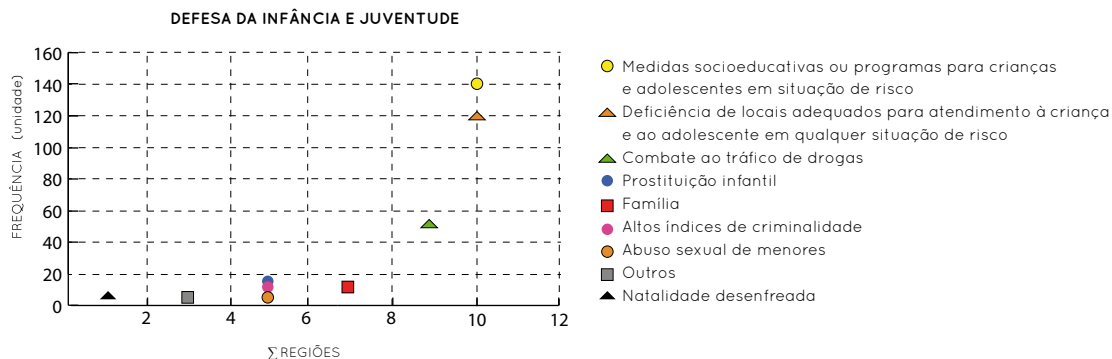 DEFESA DA INFÂNCIA E JUVENTUDE
FREQUÊNCIA (unidade)
160
140
120
100
80
60
40
20
0
2
4
6
8
10
12
∑ REGIÕES
Medidas socioeducativas ou programas para crianças
e adolescentes em situação de risco
Deficiência de locais adequados para atendimento à criança
e ao adolescente em qualquer situação de risco
Combate ao tráfico de drogas
Prostituição infantil
Família
Altos índices de criminalidade
Abuso sexual de menores
Outros
Natalidade desenfreada